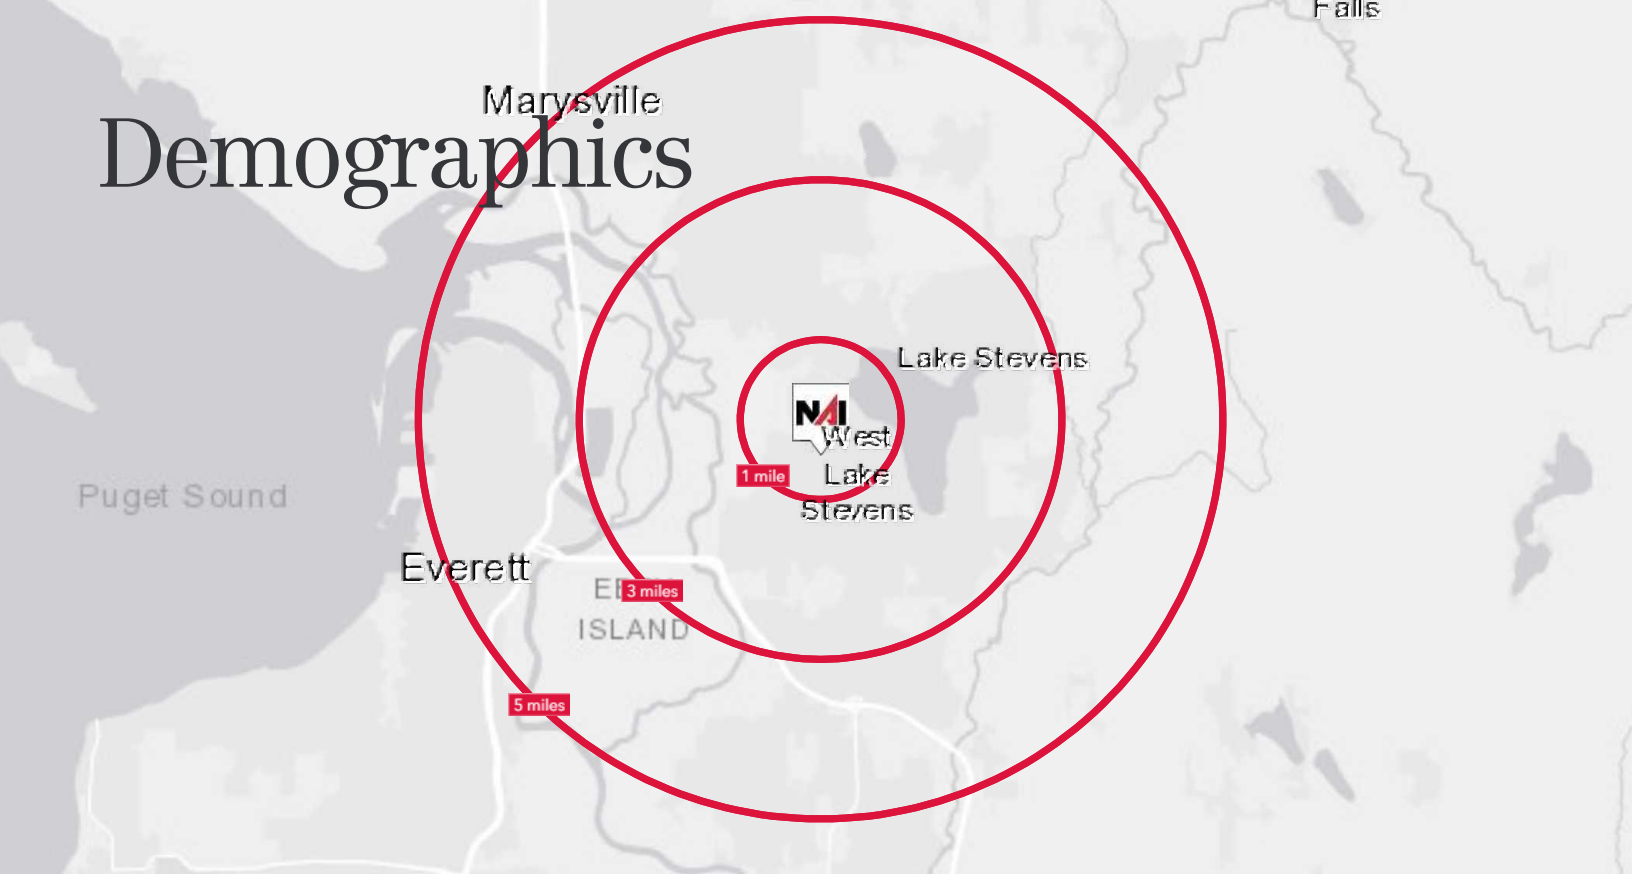 Falls
Marysville
Demographics
Lake Stevens
NAI
West
Lake
Stevens
1 mile
Puget Sound
Everett
3 miles
ISLAND
5 miles